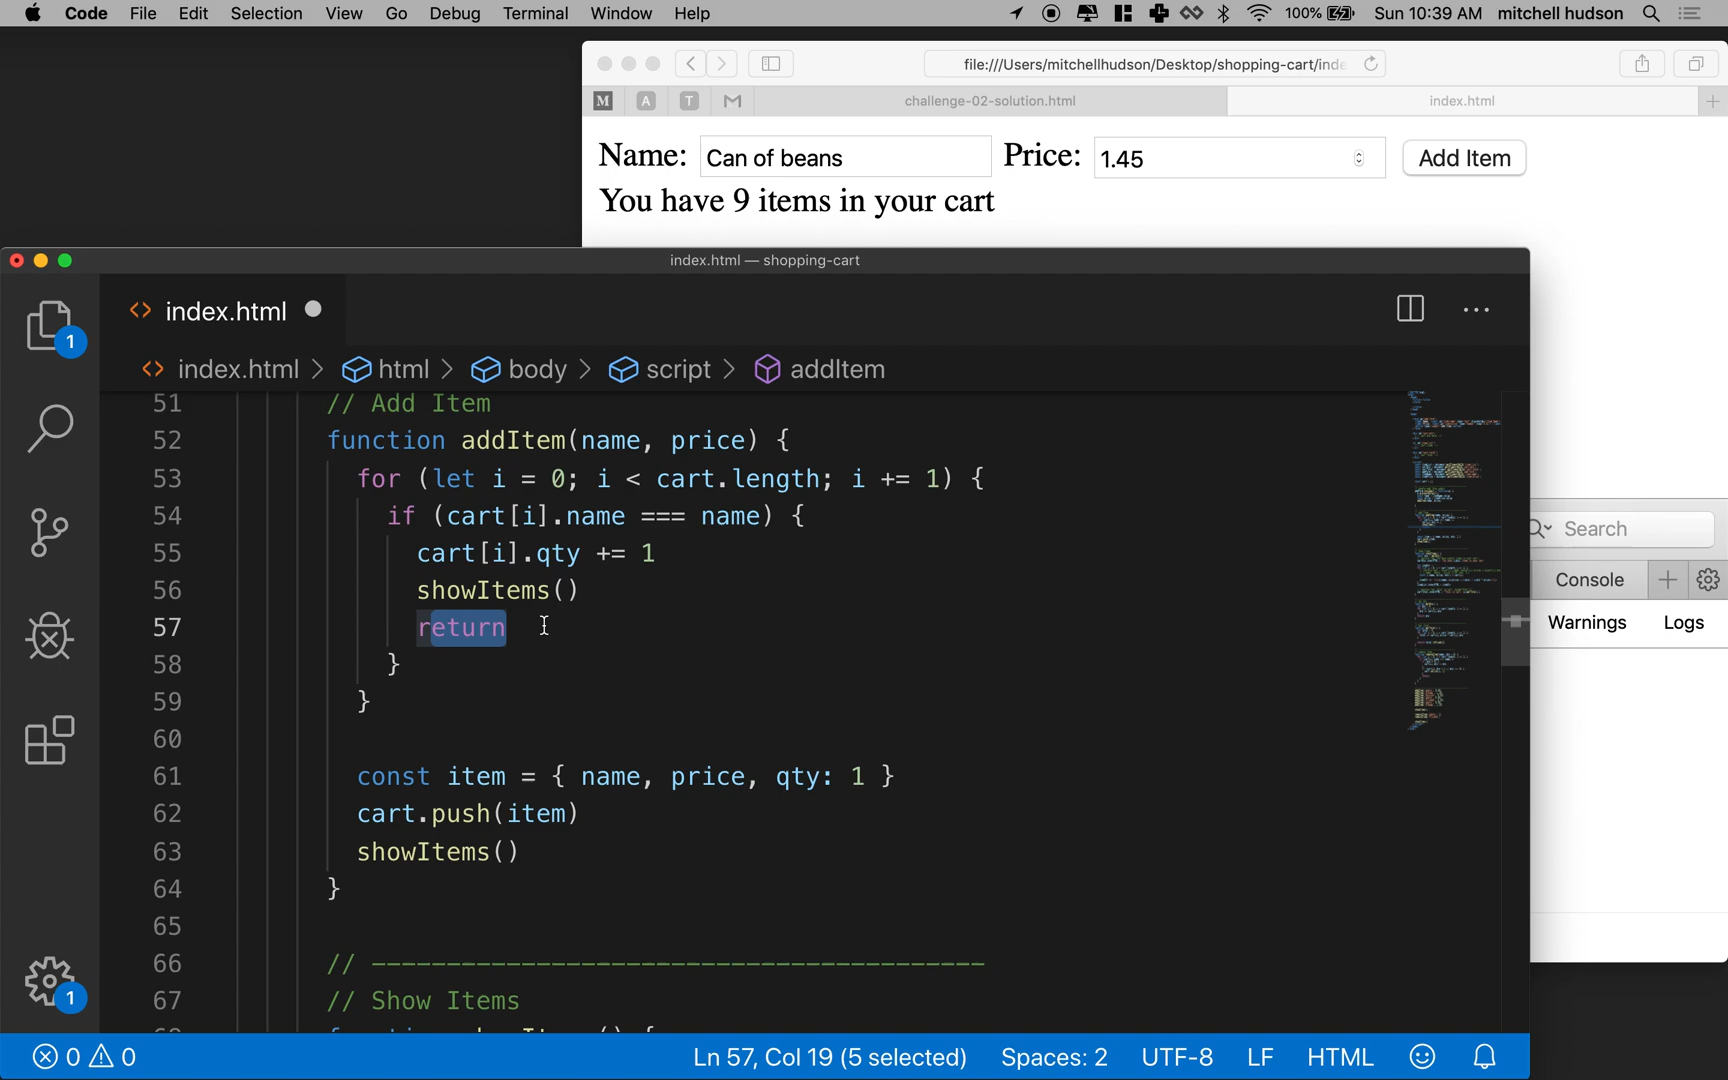 Code File Edit Selection View Go Debug Terminal Window Help 100% Sun 10:39 AM mitchell hudson
file:///Users/mitchellhudson/Desktop/shopping-cart/inde
M A T challenge-02-solution.html index.html
Name: Can of beans Price: 1.45 Add Item
You have 9 items in your cart
index.html — shopping-cart
<> index.html
1
<> index.html > html > body > script > addItem
51 // Add Item
52 function addItem(name, price) {
53 for (let i = 0; i < cart.length; i += 1) {
54 if (cart[i].name === name) {
55 cart[i].qty += 1
56 showItems()
57 return
58 }
59 }
60
61 const item = { name, price, qty: 1 }
62 cart.push(item)
63 showItems()
64 }
65
66 // -----------------------------------------
67 // Show Items
Search
Console
Warnings Logs
1
0 0 Ln 57, Col 19 (5 selected) Spaces: 2 UTF-8 LF HTML